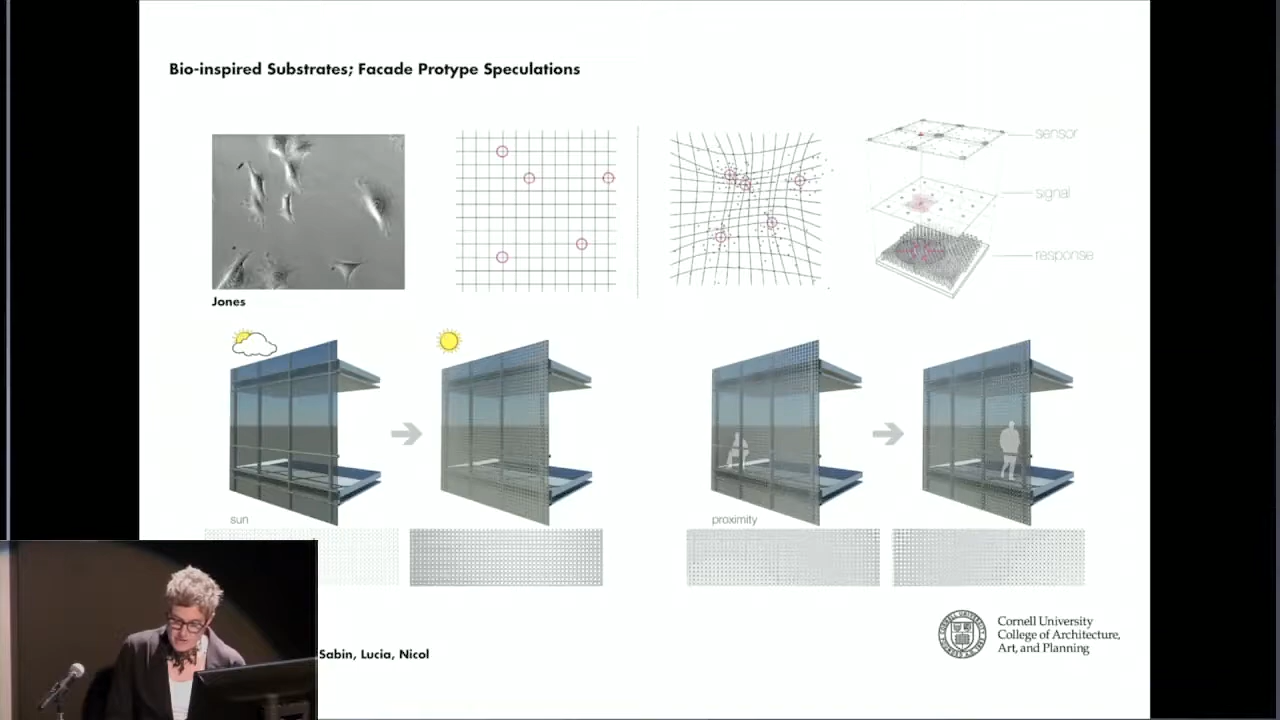 Bio-inspired Substrates; Facade Protype Speculations
sensor
signal
response
Jones
sun
proximity
Sabin, Lucia, Nicol
Cornell University
College of Architecture,
Art, and Planning